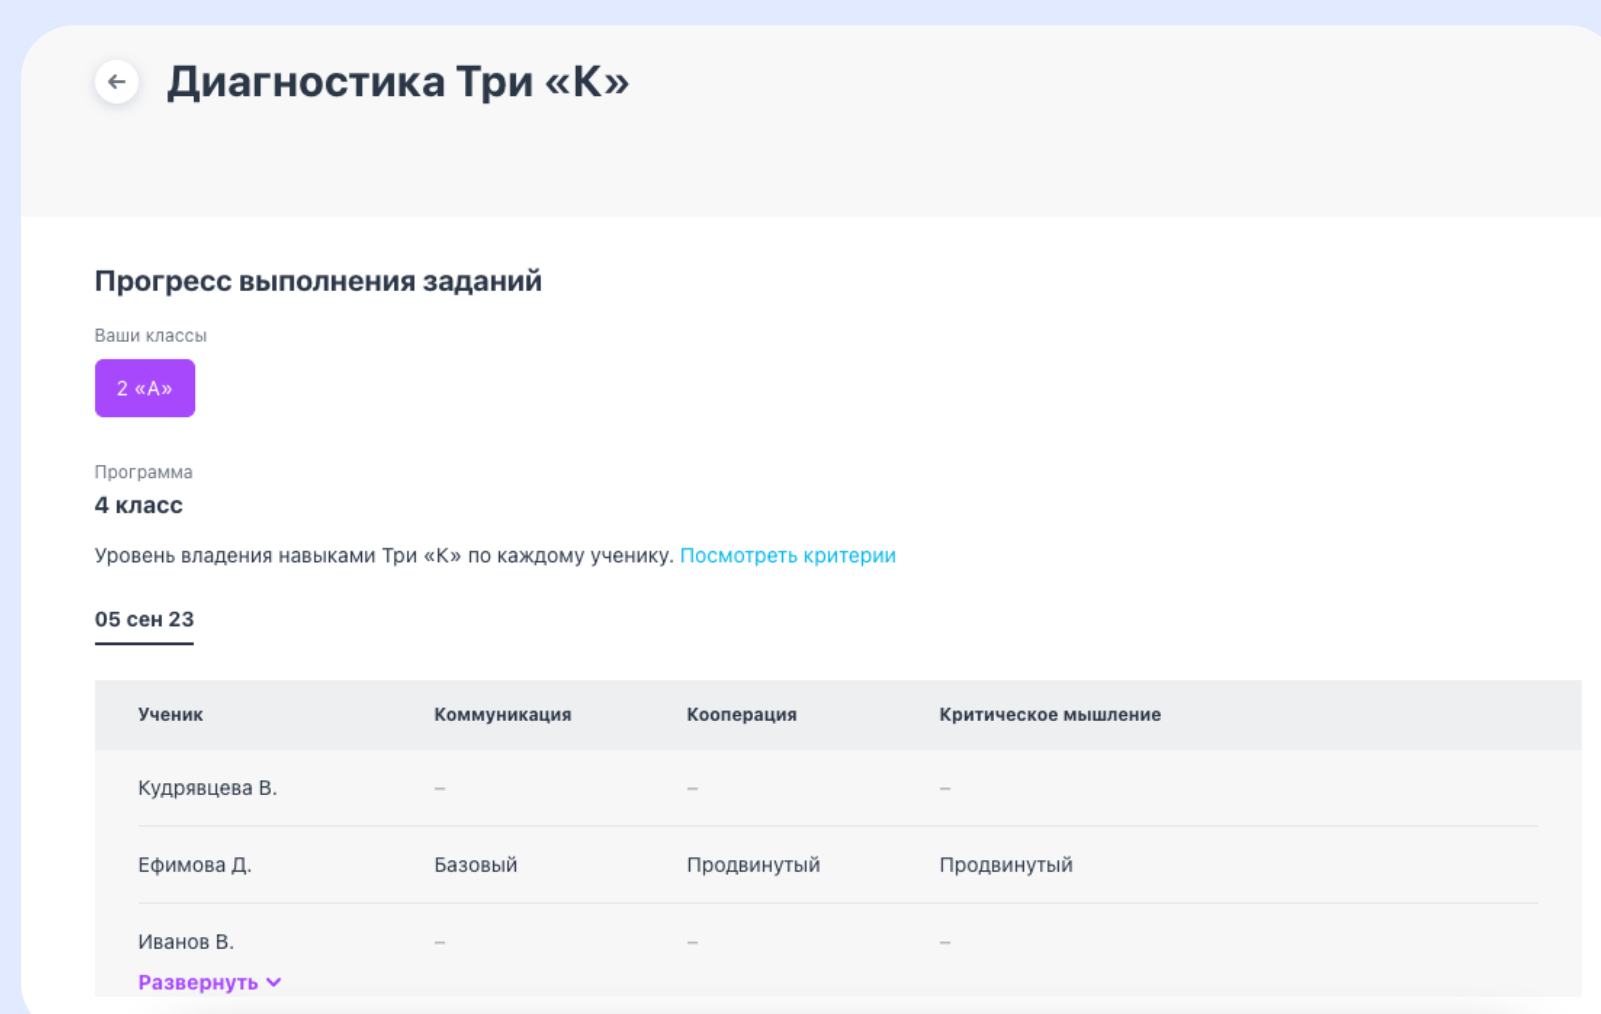 Диагностика Три «К»
Прогресс выполнения заданий
Ваши классы
2 «А»
Программа
4 класс
Уровень владения навыками Три «К» по каждому ученику. Посмотреть критерии
05 сен 23
Ученик Коммуникация Кооперация Критическое мышление
Кудрявцева В. – – –
Ефимова Д. Базовый Продвинутый Продвинутый
Иванов В. – – –
Развернуть